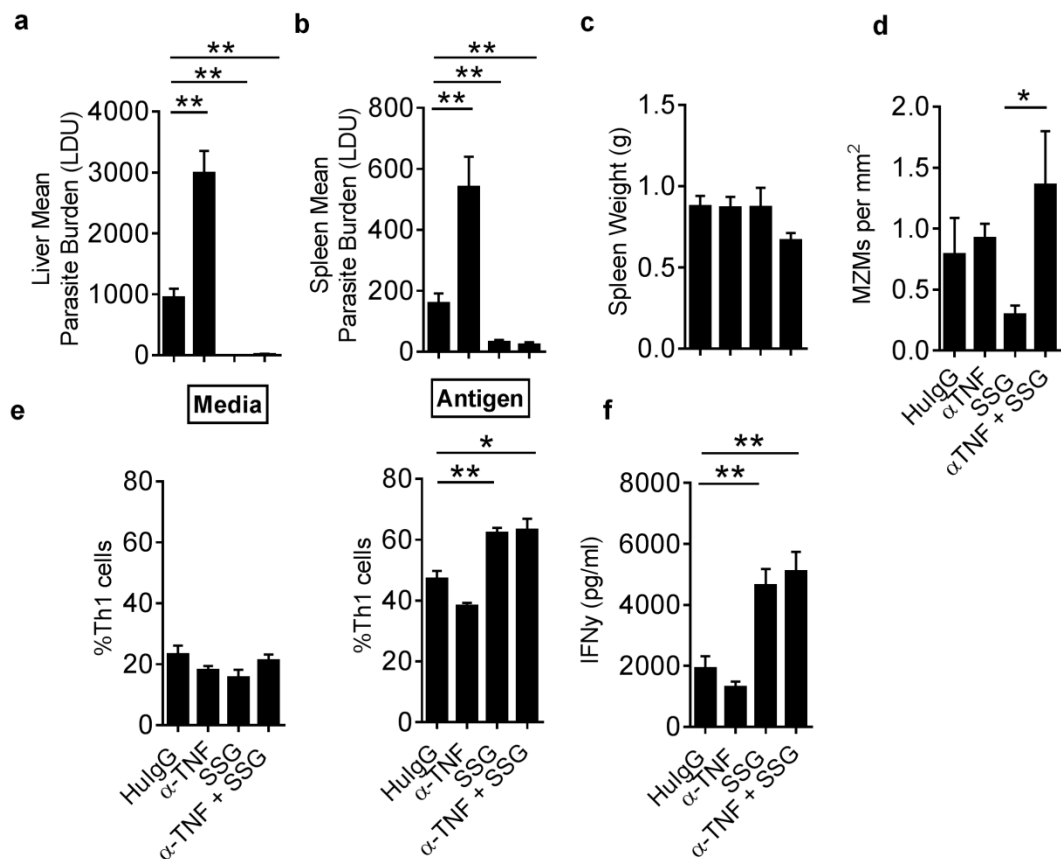 a
**
**
**
Liver Mean
Parasite Burden (LDU)
4000
3000
2000
1000
0
b
**
**
**
Spleen Mean
Parasite Burden (LDU)
800
600
400
200
0
c
Spleen Weight (g)
1.5
1.0
0.5
0.0
d
*
MZMs per mm²
2.0
1.5
1.0
0.5
0.0
HuIgG
αTNF
SSG
αTNF + SSG
e
Media
%Th1 cells
80
60
40
20
0
HuIgG
α-TNF
SSG
α-TNF + SSG
Antigen
*
**
%Th1 cells
80
60
40
20
0
HuIgG
α-TNF
SSG
α-TNF + SSG
f
**
**
IFNy (pg/ml)
8000
6000
4000
2000
0
HuIgG
α-TNF
SSG
α-TNF + SSG